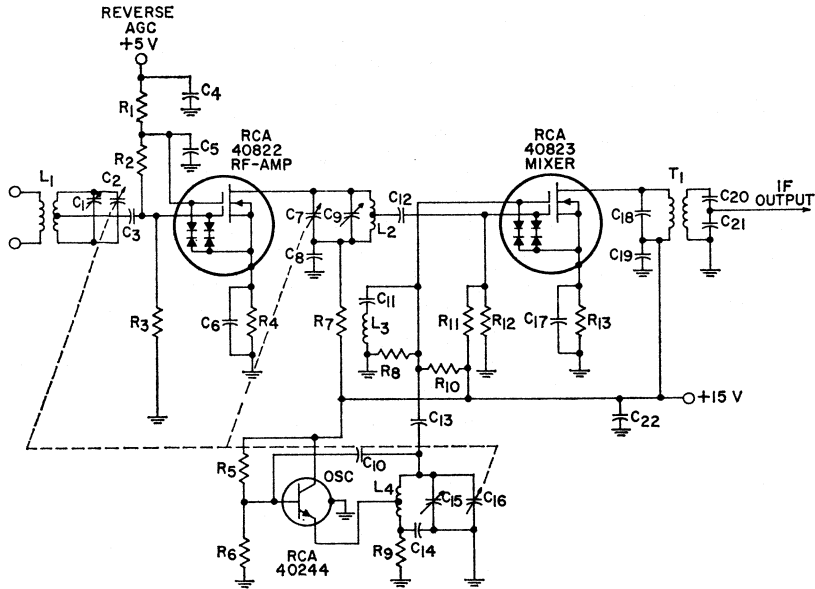 REVERSE
AGC
+5 V
R1
C4
R2
C5
RCA
40822
RF-AMP
RCA
40823
MIXER
L1
C1
C2
C3
C7
C9
L2
C12
C8
C18
C19
T1
C20
C21
IF
OUTPUT
R3
C6
R4
R7
C11
L3
R8
R11
R12
R10
C17
R13
+15 V
C13
C22
R5
C10
OSC
L4
C15
C16
R6
RCA
40244
R9
C14